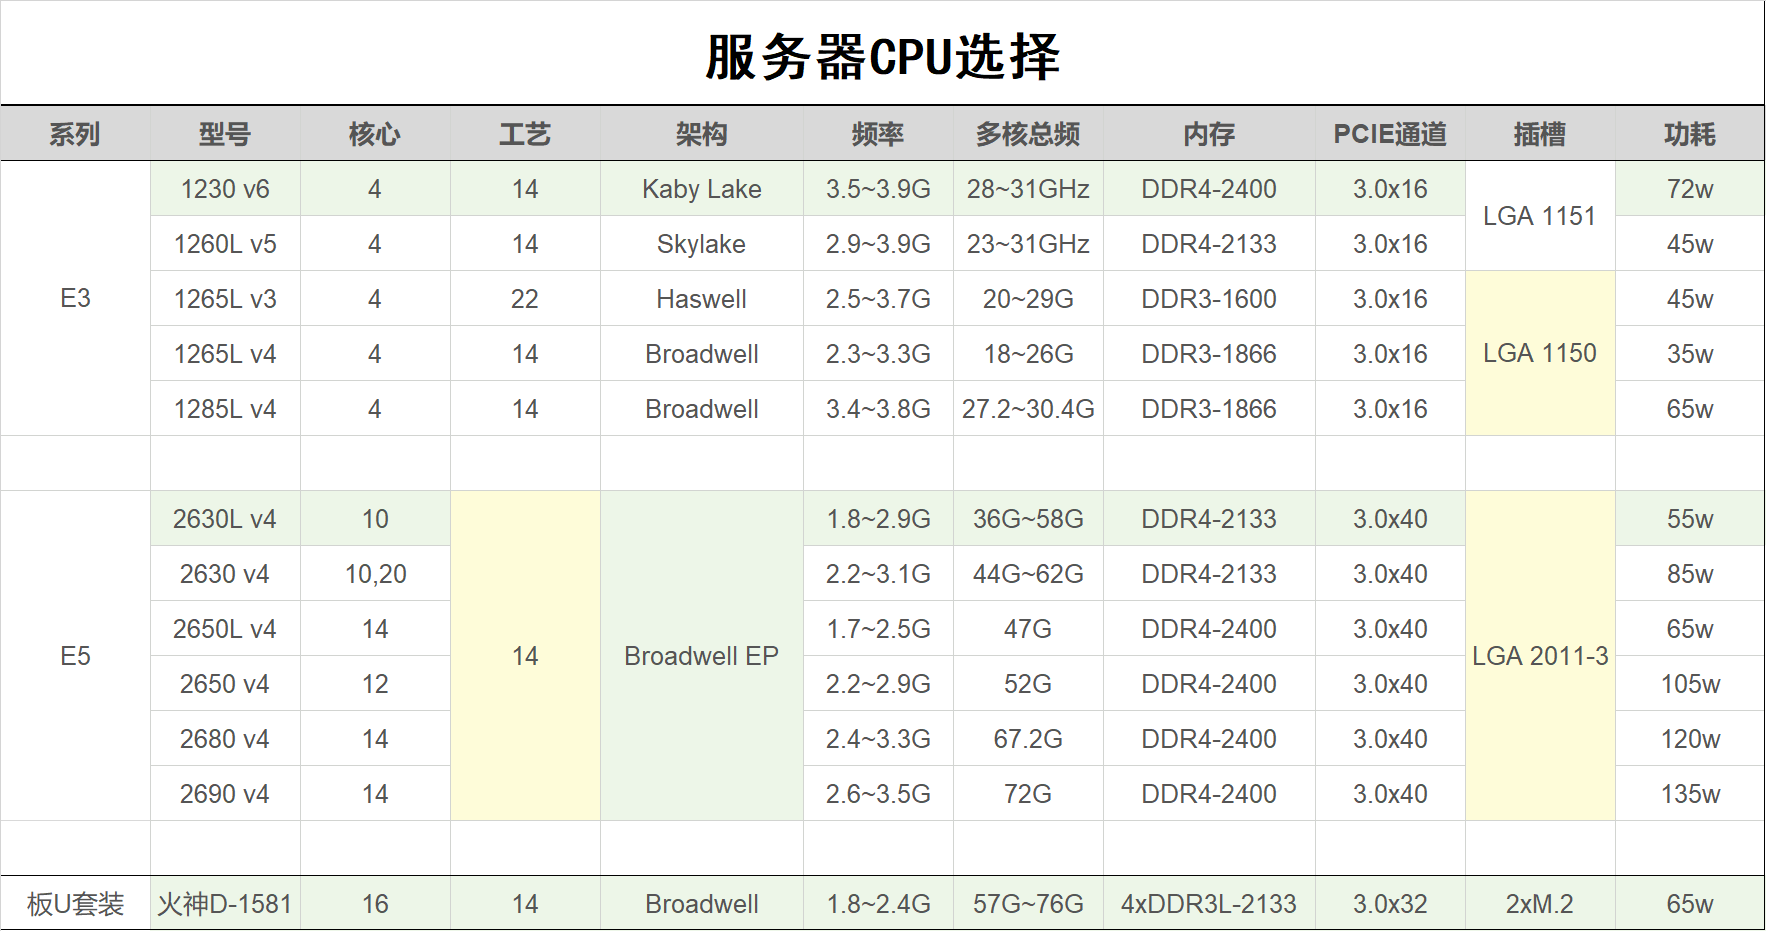 服务器CPU选择
系列 型号 核心 工艺 架构 频率 多核总频 内存 PCIE通道 插槽 功耗
E3 1230 v6 4 14 Kaby Lake 3.5~3.9G 28~31GHz DDR4-2400 3.0x16 LGA 1151 72w
1260L v5 4 14 Skylake 2.9~3.9G 23~31GHz DDR4-2133 3.0x16 45w
1265L v3 4 22 Haswell 2.5~3.7G 20~29G DDR3-1600 3.0x16 LGA 1150 45w
1265L v4 4 14 Broadwell 2.3~3.3G 18~26G DDR3-1866 3.0x16 35w
1285L v4 4 14 Broadwell 3.4~3.8G 27.2~30.4G DDR3-1866 3.0x16 65w
E5 2630L v4 10 14 Broadwell EP 1.8~2.9G 36G~58G DDR4-2133 3.0x40 LGA 2011-3 55w
2630 v4 10,20 2.2~3.1G 44G~62G DDR4-2133 3.0x40 85w
2650L v4 14 1.7~2.5G 47G DDR4-2400 3.0x40 65w
2650 v4 12 2.2~2.9G 52G DDR4-2400 3.0x40 105w
2680 v4 14 2.4~3.3G 67.2G DDR4-2400 3.0x40 120w
2690 v4 14 2.6~3.5G 72G DDR4-2400 3.0x40 135w
板U套装 火神D-1581 16 14 Broadwell 1.8~2.4G 57G~76G 4xDDR3L-2133 3.0x32 2xM.2 65w